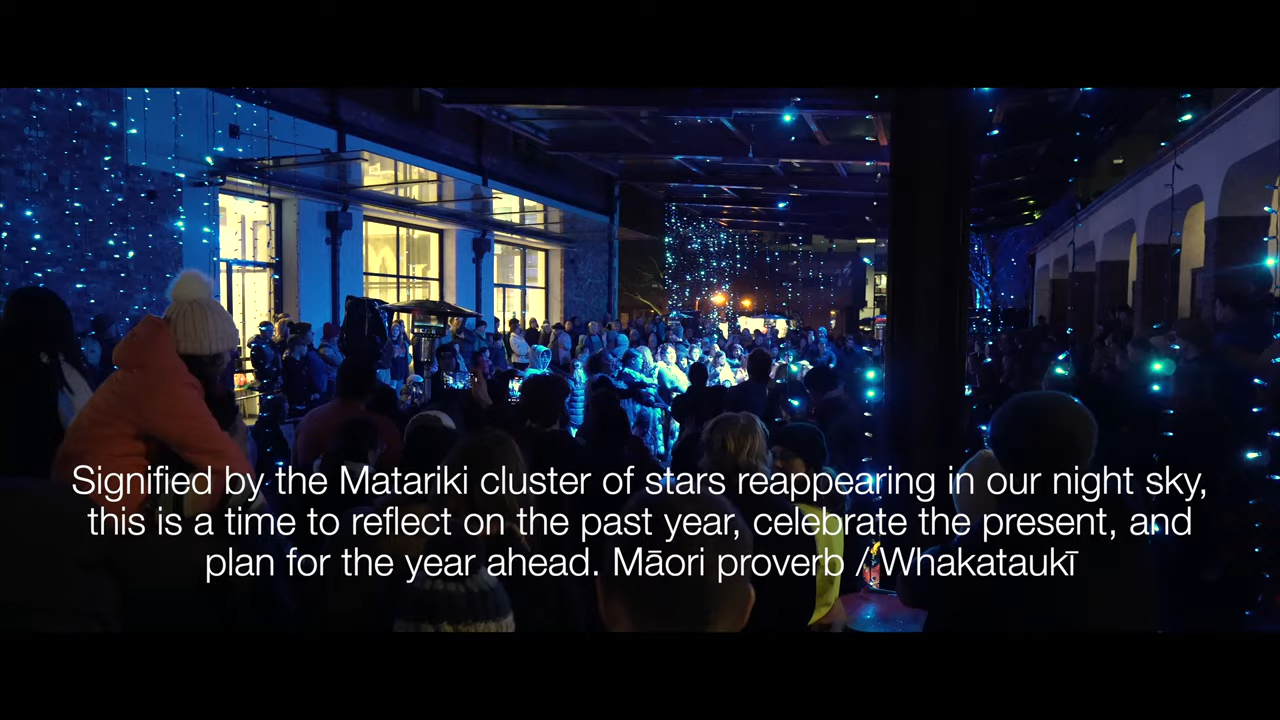 Signified by the Matariki cluster of stars reappearing in our night sky,
this is a time to reflect on the past year, celebrate the present, and
plan for the year ahead. Māori proverb / Whakataukī